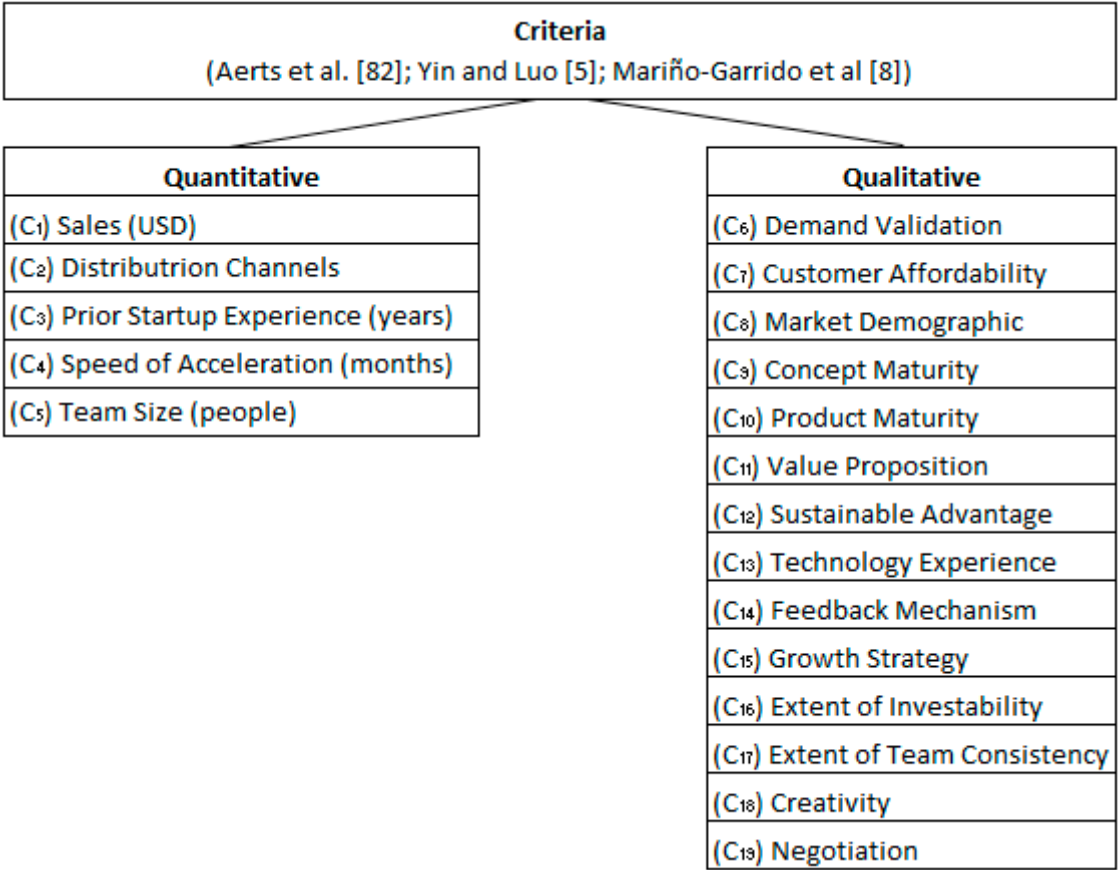 Criteria
(Aerts et al. [82]; Yin and Luo [5]; Mariño-Garrido et al [8])
Quantitative
(C₁) Sales (USD)
(C₂) Distributrion Channels
(C₃) Prior Startup Experience (years)
(C₄) Speed of Acceleration (months)
(C₅) Team Size (people)
Qualitative
(C₆) Demand Validation
(C₇) Customer Affordability
(C₈) Market Demographic
(C₉) Concept Maturity
(C₁₀) Product Maturity
(C₁₁) Value Proposition
(C₁₂) Sustainable Advantage
(C₁₃) Technology Experience
(C₁₄) Feedback Mechanism
(C₁₅) Growth Strategy
(C₁₆) Extent of Investability
(C₁₇) Extent of Team Consistency
(C₁₈) Creativity
(C₁₉) Negotiation